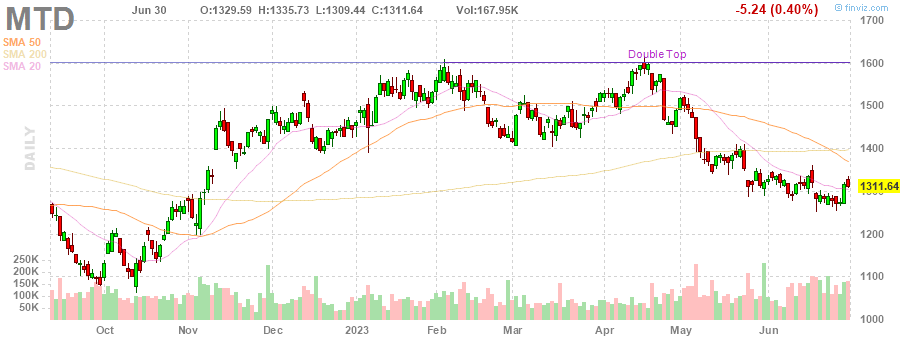 MTD Jun 30 O:1329.59 H:1335.73 L:1309.44 C:1311.64 Vol:167.95K -5.24 (0.40%) © finviz.com
SMA 50
SMA 200
SMA 20
DAILY
Double Top
1700
1600
1500
1400
1311.64
1200
1100
1000
250K
200K
150K
100K
50K
Oct Nov Dec 2023 Feb Mar Apr May Jun